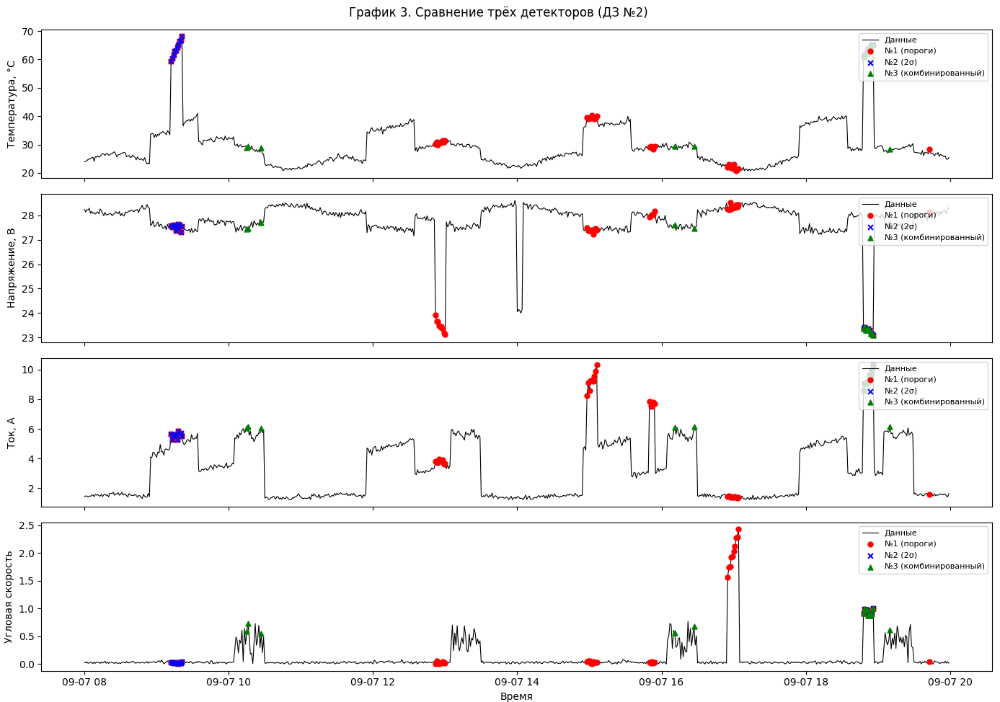 График 3. Сравнение трёх детекторов (ДЗ №2)
Температура, °C
70
60
50
40
30
20
Данные
№1 (пороги)
№2 (2σ)
№3 (комбинированный)
Напряжение, В
28
27
26
25
24
23
Данные
№1 (пороги)
№2 (2σ)
№3 (комбинированный)
Ток, А
10
8
6
4
2
Данные
№1 (пороги)
№2 (2σ)
№3 (комбинированный)
Угловая скорость
2.5
2.0
1.5
1.0
0.5
0.0
Данные
№1 (пороги)
№2 (2σ)
№3 (комбинированный)
09-07 08
09-07 10
09-07 12
09-07 14
09-07 16
09-07 18
09-07 20
Время